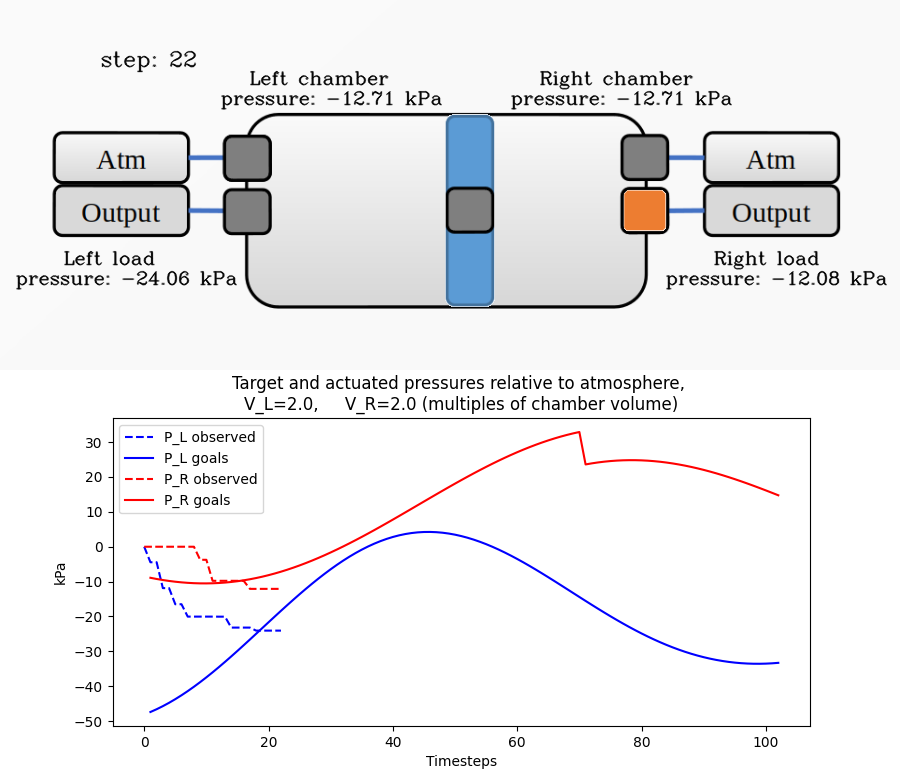 step: 22
Left chamber
pressure: −12.71 kPa
Right chamber
pressure: −12.71 kPa
Atm
Output
Atm
Output
Left load
pressure: −24.06 kPa
Right load
pressure: −12.08 kPa
Target and actuated pressures relative to atmosphere,
V_L=2.0, V_R=2.0 (multiples of chamber volume)
P_L observed
P_L goals
P_R observed
P_R goals
kPa
30
20
10
0
−10
−20
−30
−40
−50
0 20 40 60 80 100
Timesteps